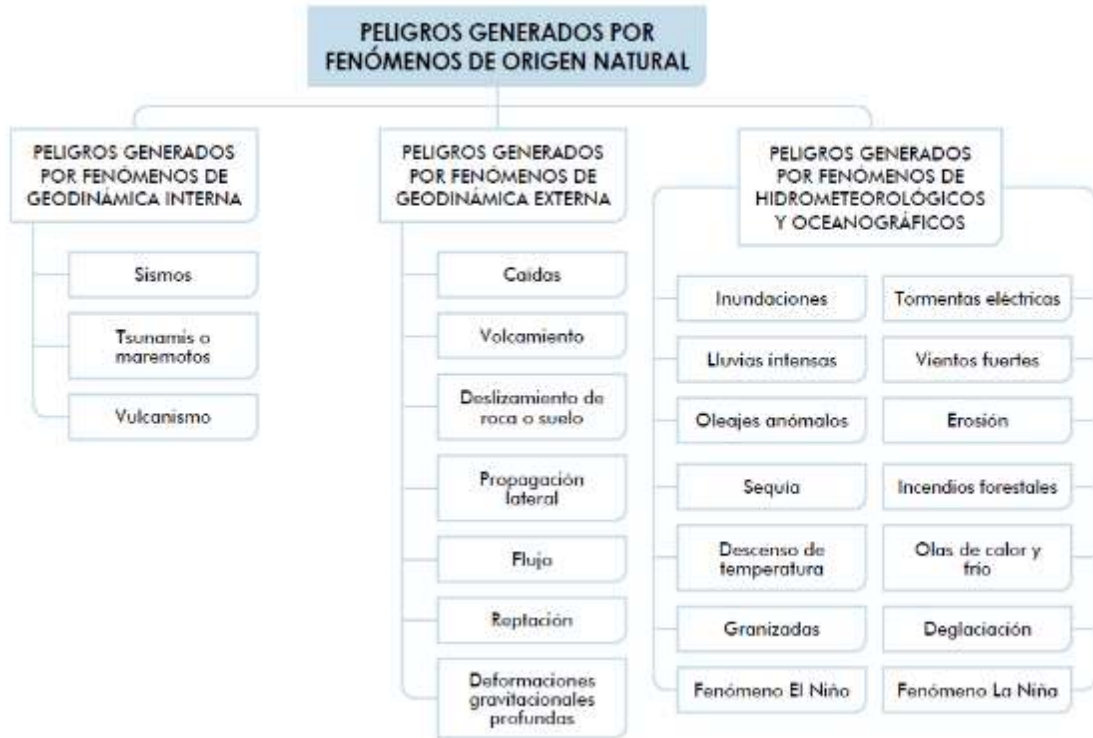 PELIGROS GENERADOS POR
FENÓMENOS DE ORIGEN NATURAL
PELIGROS GENERADOS
POR FENÓMENOS DE
GEODINÁMICA INTERNA
Sismos
Tsunamis o
maremotos
Vulcanismo
PELIGROS GENERADOS
POR FENÓMENOS DE
GEODINÁMICA EXTERNA
Caídas
Volcamiento
Deslizamiento de
roca o suelo
Propagación
lateral
Flujo
Reptación
Deformaciones
gravitacionales
profundas
PELIGROS GENERADOS
POR FENÓMENOS DE
HIDROMETEOROLÓGICOS
Y OCEANOGRÁFICOS
Inundaciones
Tormentas eléctricas
Lluvias intensas
Vientos fuertes
Oleajes anómalos
Erosión
Sequía
Incendios forestales
Descenso de
temperatura
Olas de calor y
frío
Granizadas
Deglaciación
Fenómeno El Niño
Fenómeno La Niña